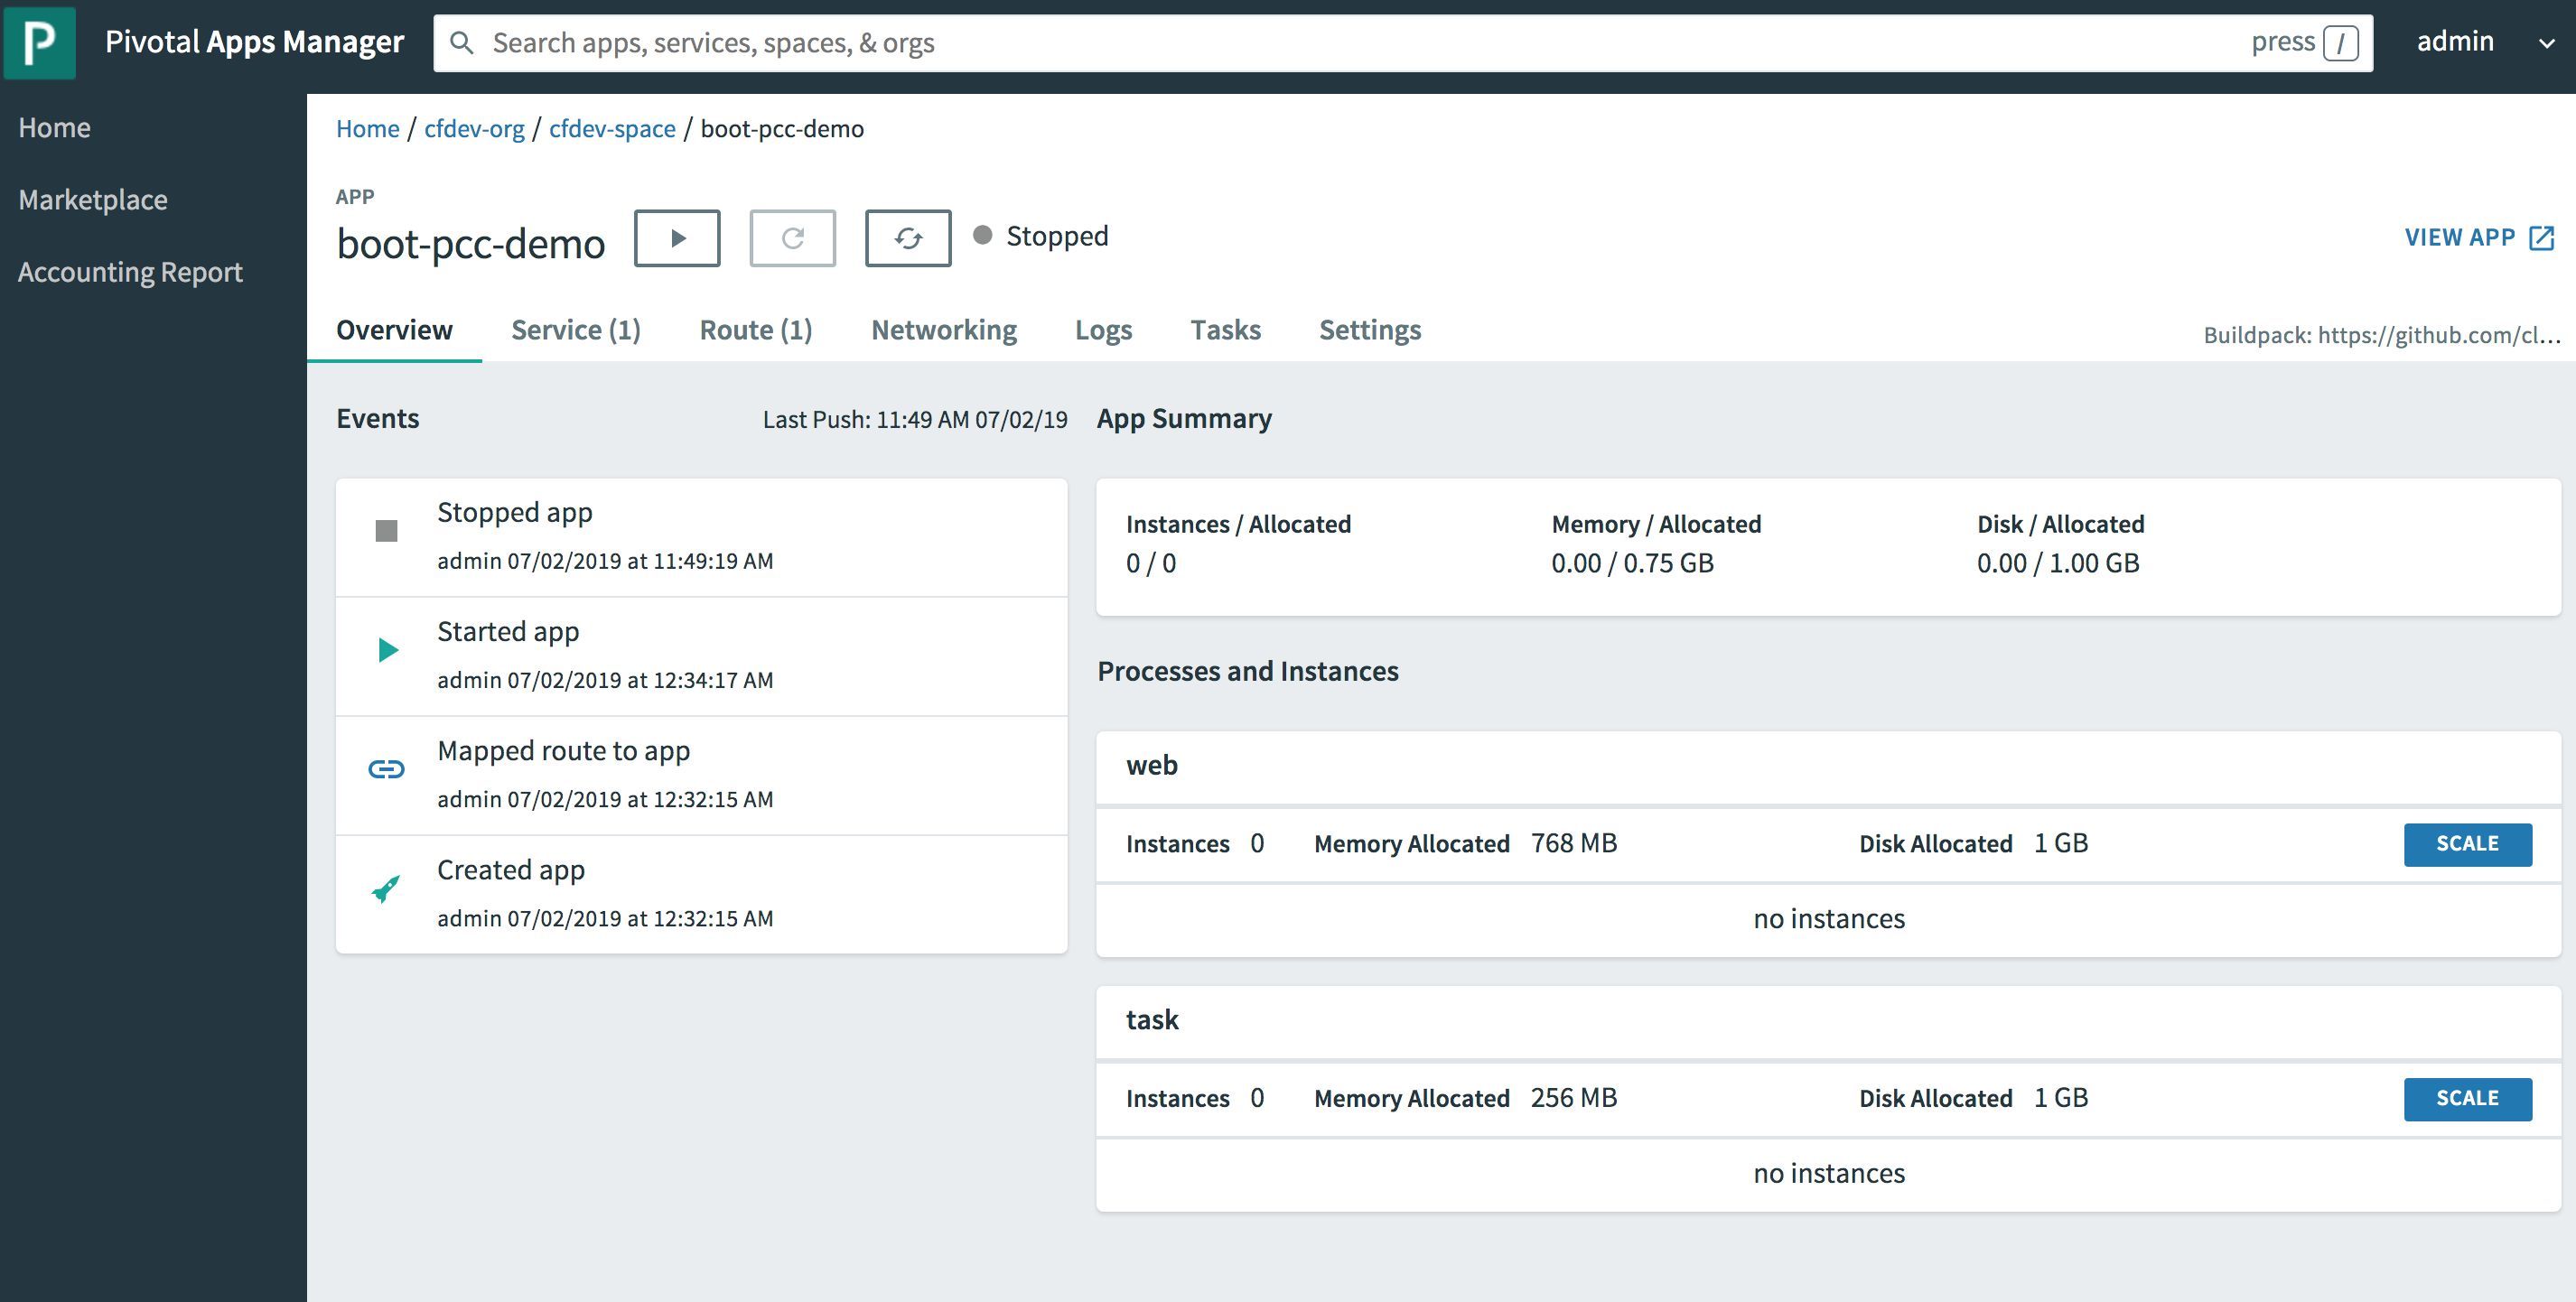 P Pivotal Apps Manager Search apps, services, spaces, & orgs press / admin
Home
Marketplace
Accounting Report
Home / cfdev-org / cfdev-space / boot-pcc-demo
APP
boot-pcc-demo Stopped VIEW APP
Overview Service (1) Route (1) Networking Logs Tasks Settings Buildpack: https://github.com/cl...
Events Last Push: 11:49 AM 07/02/19
Stopped app
admin 07/02/2019 at 11:49:19 AM
Started app
admin 07/02/2019 at 12:34:17 AM
Mapped route to app
admin 07/02/2019 at 12:32:15 AM
Created app
admin 07/02/2019 at 12:32:15 AM
App Summary
Instances / Allocated Memory / Allocated Disk / Allocated
0 / 0 0.00 / 0.75 GB 0.00 / 1.00 GB
Processes and Instances
web
Instances 0 Memory Allocated 768 MB Disk Allocated 1 GB SCALE
no instances
task
Instances 0 Memory Allocated 256 MB Disk Allocated 1 GB SCALE
no instances